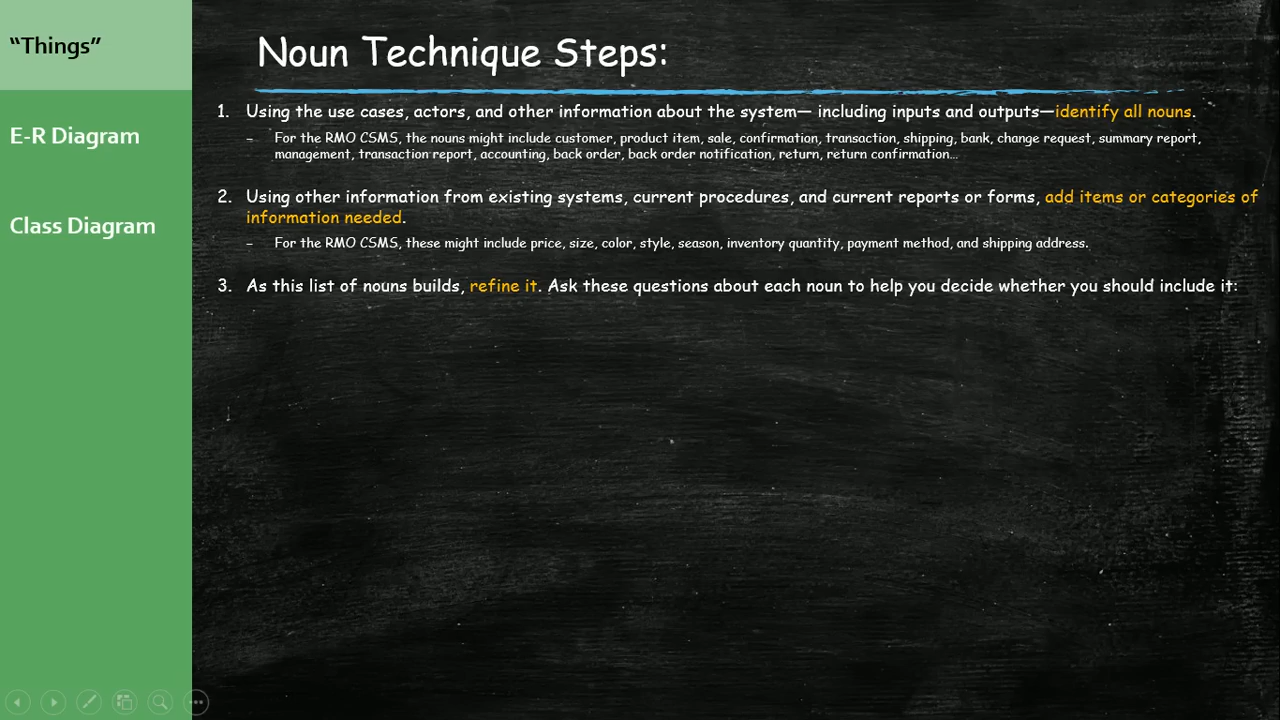 “Things”
E-R Diagram
Class Diagram
Noun Technique Steps:
1. Using the use cases, actors, and other information about the system— including inputs and outputs—identify all nouns.
– For the RMO CSMS, the nouns might include customer, product item, sale, confirmation, transaction, shipping, bank, change request, summary report,
management, transaction report, accounting, back order, back order notification, return, return confirmation…
2. Using other information from existing systems, current procedures, and current reports or forms, add items or categories of
information needed.
– For the RMO CSMS, these might include price, size, color, style, season, inventory quantity, payment method, and shipping address.
3. As this list of nouns builds, refine it. Ask these questions about each noun to help you decide whether you should include it: